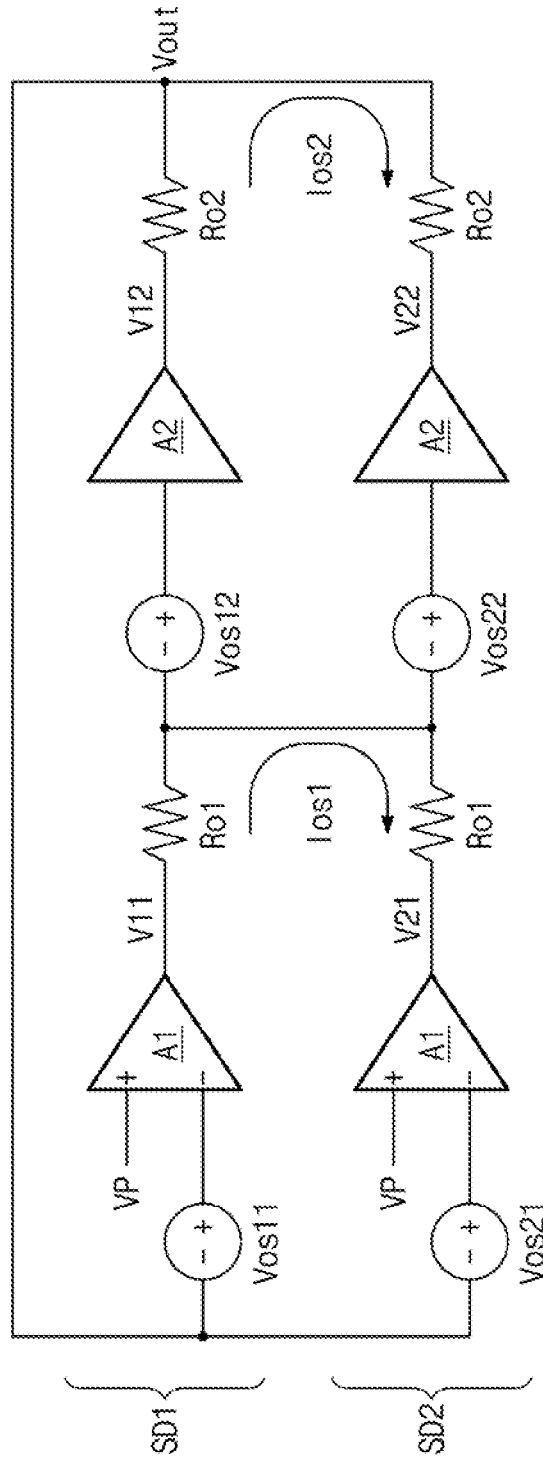 SD1
VP
+
-
A1
- +
Vos11
V11
Ro1
Ios1
- +
Vos12
A2
V12
Ro2
Ios2
Vout
SD2
VP
+
-
A1
- +
Vos21
V21
Ro1
- +
Vos22
A2
V22
Ro2